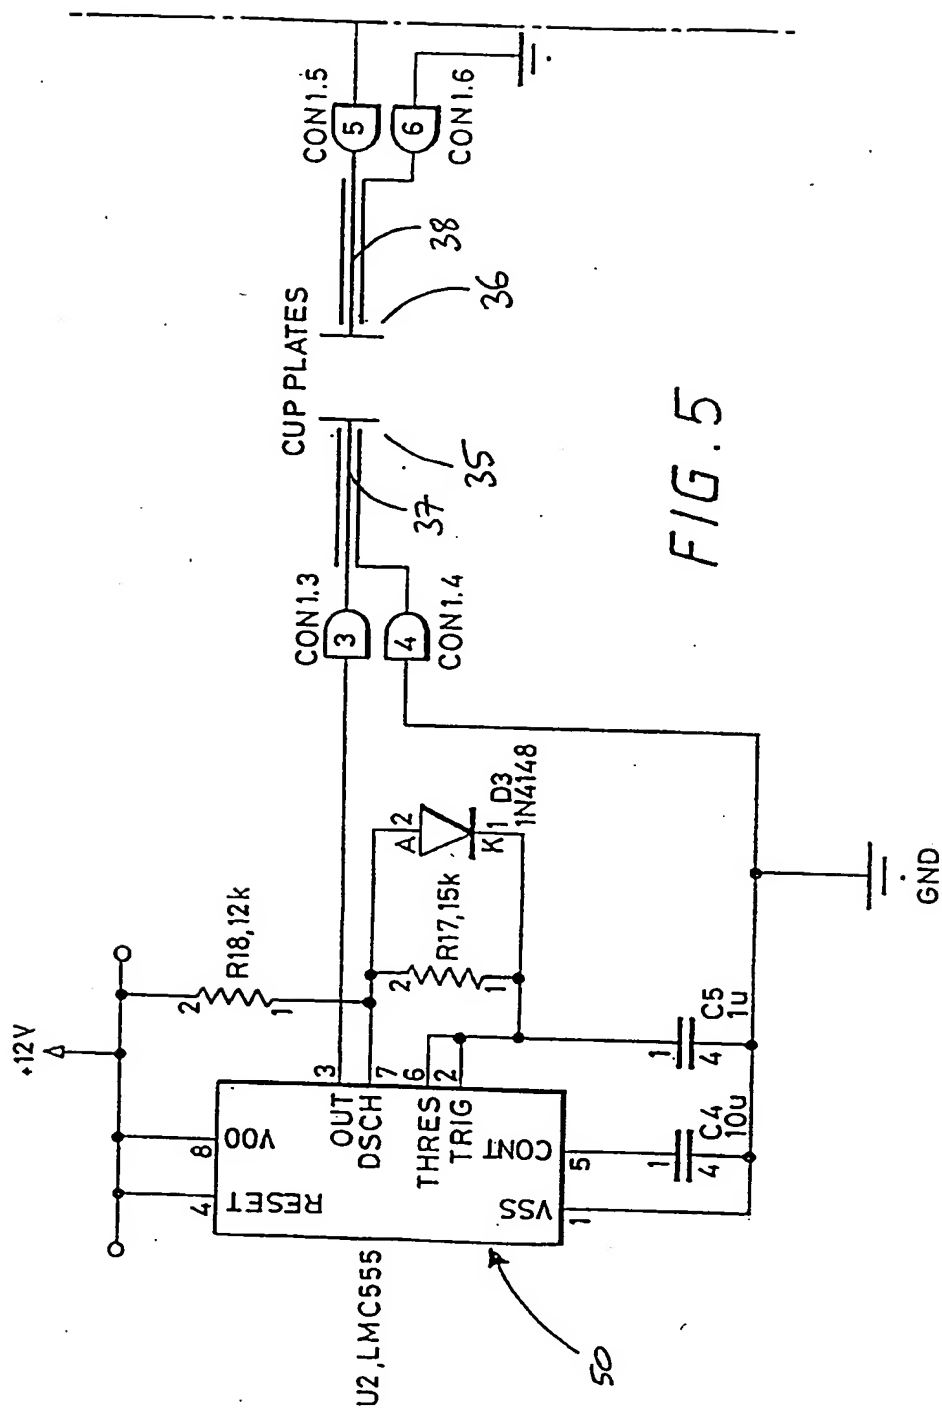 +12V
U2,LMC555
4
RESET
8
VDD
OUT
3
DSCH
7
THRES
6
TRIG
2
CONT
5
VSS
1
50
2
R18,12k
1
2
R17,15k
1
A 2
K 1
D3
1N4148
1
C4
4
10u
1
C5
4
1u
GND
CON1.3
3
4
CON1.4
37
35
CUP PLATES
36
38
CON1.5
5
6
CON1.6
FIG. 5